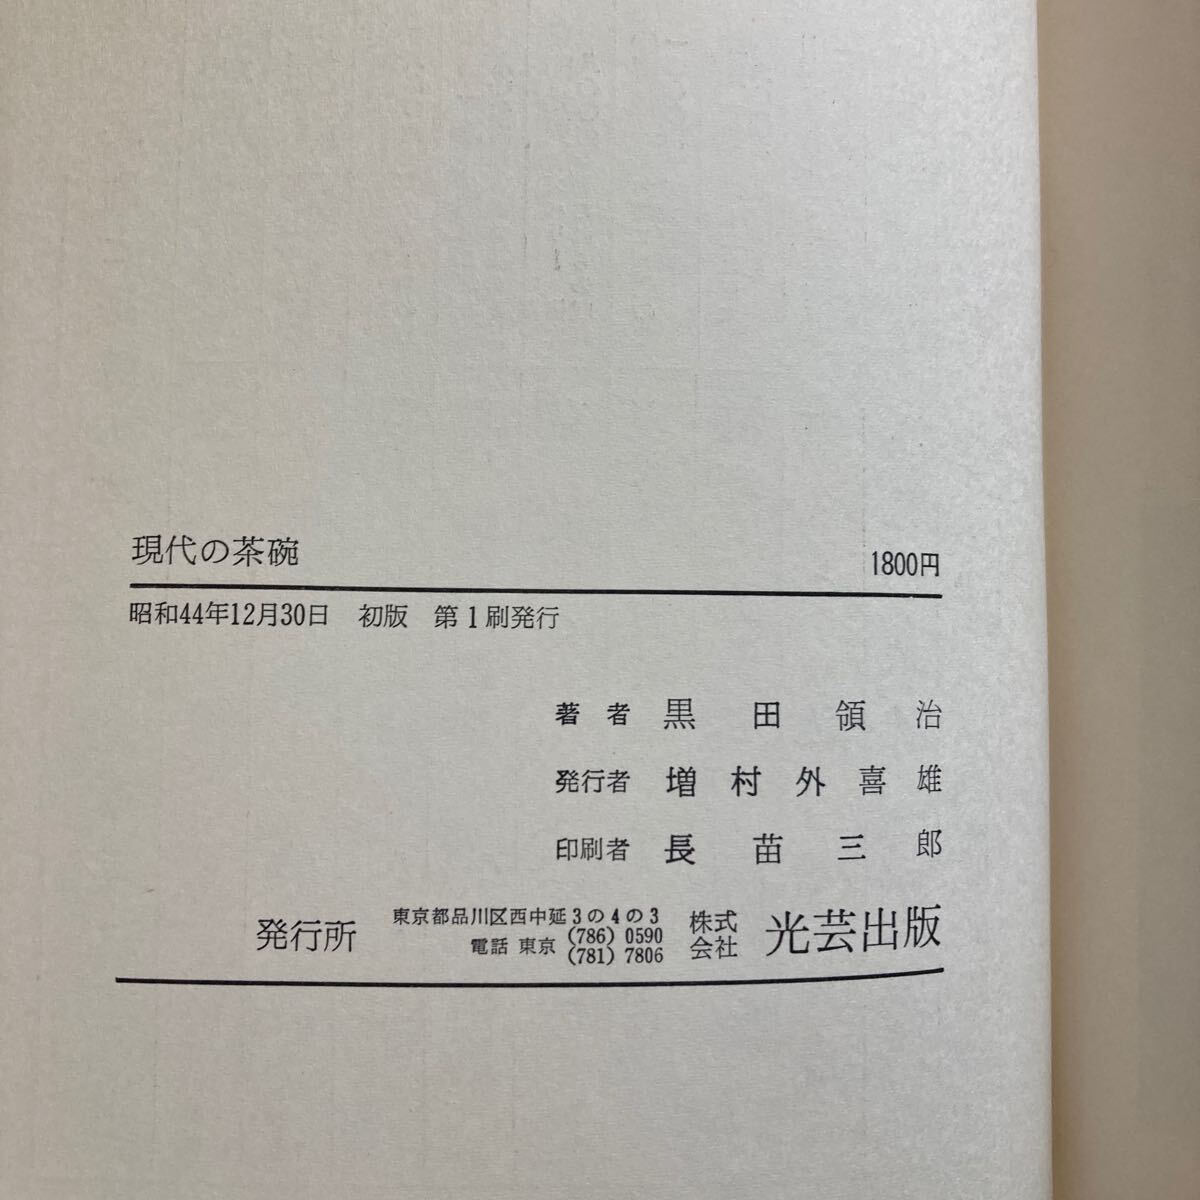 現代の茶碗 1800円
昭和44年12月30日 初版 第1刷発行
著者 黒田領治
発行者 増村外喜雄
印刷者 長苗三郎
発行所 東京都品川区西中延3の4の3 電話 東京 (786) 0590 (781) 7806 株式会社 光芸出版